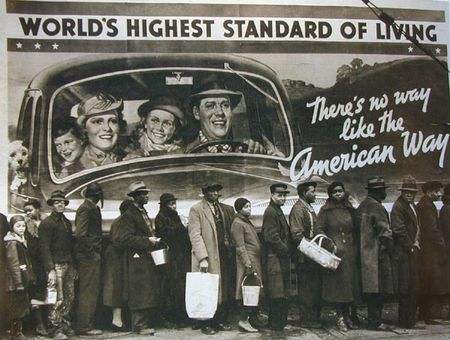 WORLD'S HIGHEST STANDARD OF LIVING
There's no way
like the
American Way